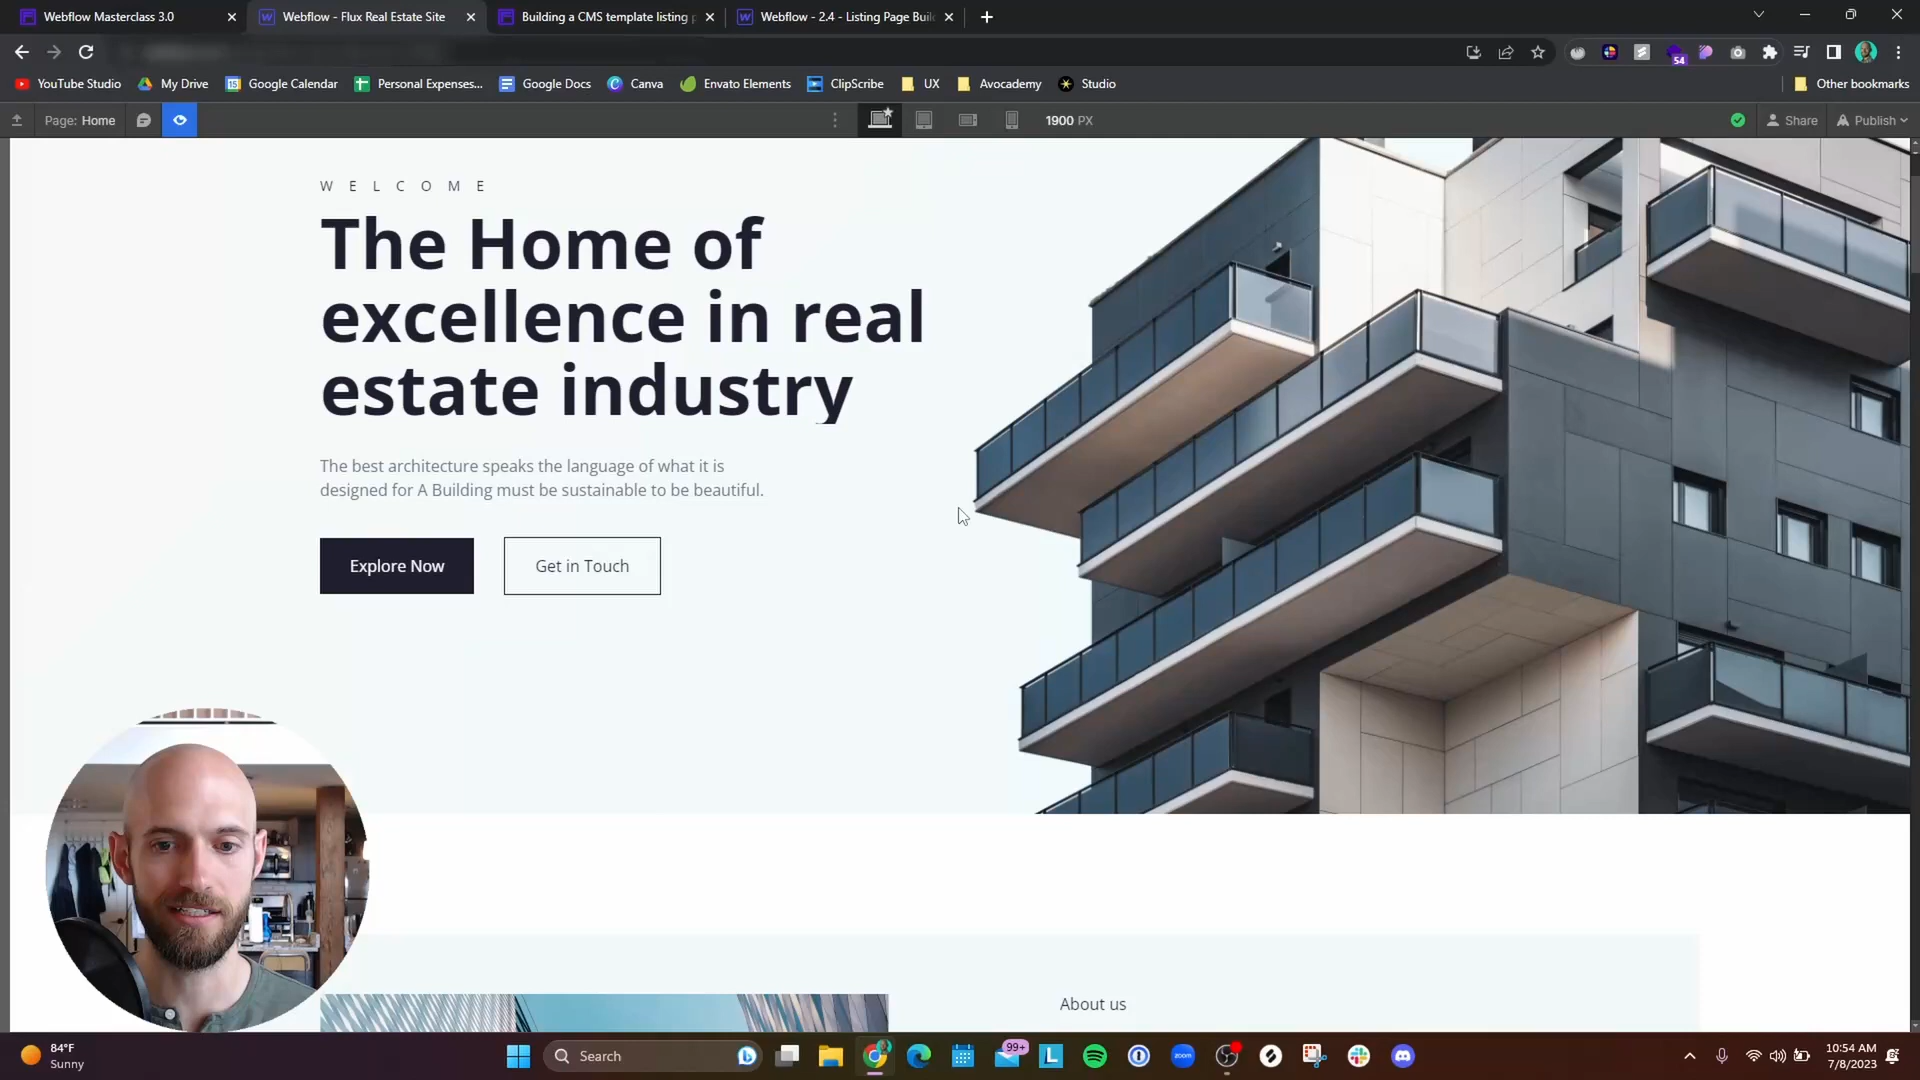 Webflow Masterclass 3.0
Webflow - Flux Real Estate Site
Building a CMS template listing
Webflow - 2.4 - Listing Page Buil
54
YouTube Studio
My Drive
Google Calendar
Personal Expenses...
Google Docs
Canva
Envato Elements
ClipScribe
UX
Avocademy
Studio
Other bookmarks
Page: Home
1900 PX
Share
Publish
WELCOME
The Home of
excellence in real
estate industry
The best architecture speaks the language of what it is
designed for A Building must be sustainable to be beautiful.
Explore Now
Get in Touch
About us
84°F
Sunny
Search
99+
zoom
10:54 AM
7/8/2023